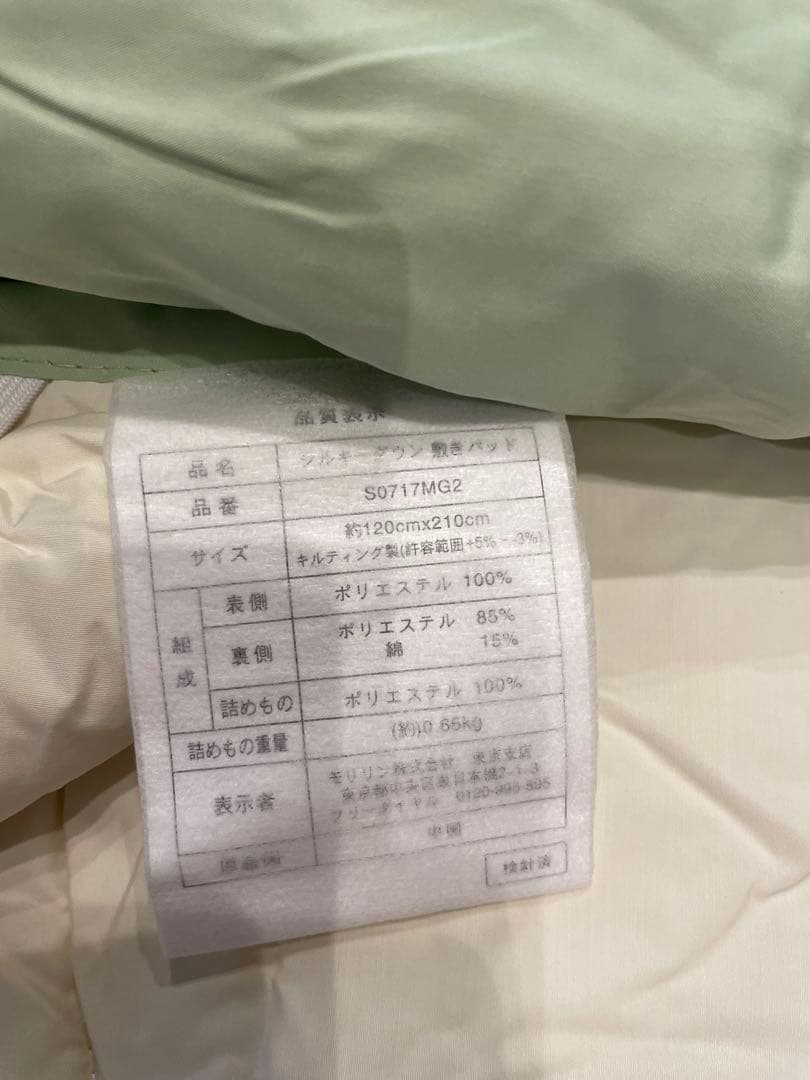 品質表示
品名 シルキーダウン 敷きパッド
品番 S0717MG2
サイズ 約120cmx210cm
キルティング製(許容範囲+5% -3%)
組成 表側 ポリエステル 100%
裏側 ポリエステル 85%
綿 15%
詰めもの ポリエステル 100%
詰めもの重量 (約)0.65kg
表示者 モリリン株式会社 東京支店
東京都中央区東日本橋2-1-3
フリーダイヤル
原産国 中国
検針済